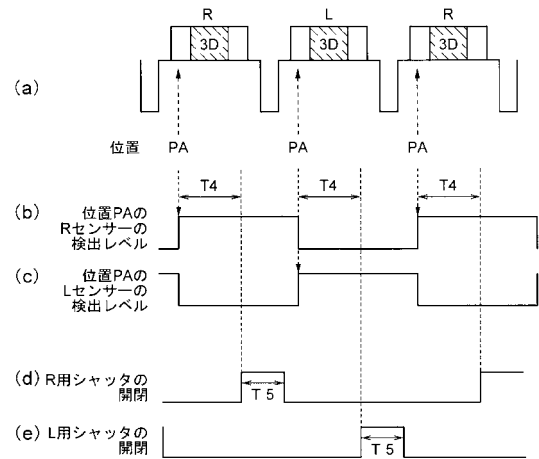 R L R
3D 3D 3D
(a)
位置 PA PA PA
T4 T4 T4
(b) 位置PAの
Rセンサーの
検出レベル
(c) 位置PAの
Lセンサーの
検出レベル
(d) R用シャッタの
開閉
T 5
(e) L用シャッタの
開閉
T 5